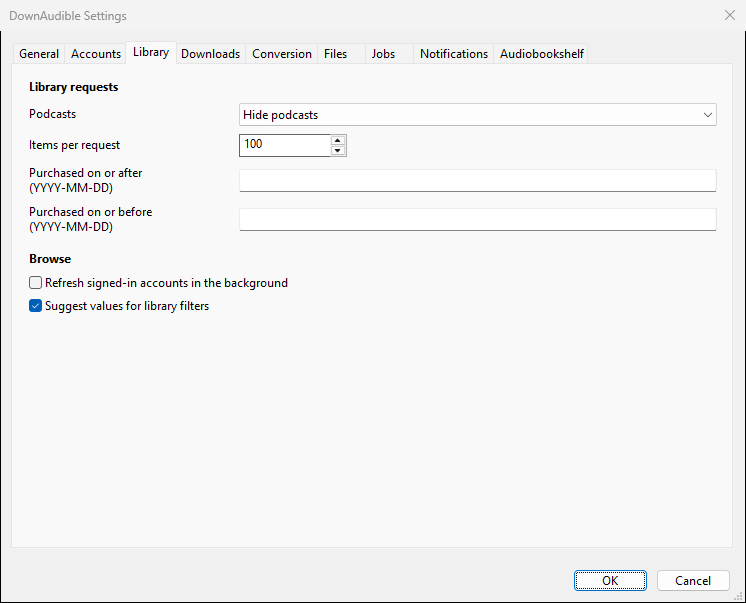 DownAudible Settings
General Accounts Library Downloads Conversion Files Jobs Notifications Audiobookshelf
Library requests
Podcasts Hide podcasts
Items per request 100
Purchased on or after
(YYYY-MM-DD)
Purchased on or before
(YYYY-MM-DD)
Browse
Refresh signed-in accounts in the background
Suggest values for library filters
OK Cancel